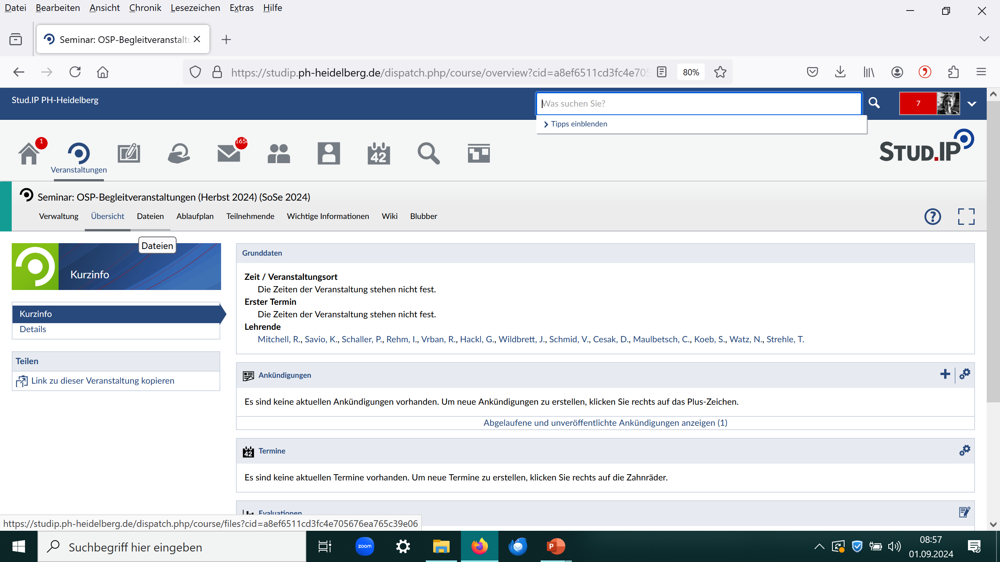 Datei Bearbeiten Ansicht Chronik Lesezeichen Extras Hilfe
Seminar: OSP-Begleitveranstaltu
https://studip.ph-heidelberg.de/dispatch.php/course/overview?cid=a8ef6511cd3fc4e705
80%
Stud.IP PH-Heidelberg
Was suchen Sie?
7
Tipps einblenden
1
Veranstaltungen
165
42
STUD.IP
Seminar: OSP-Begleitveranstaltungen (Herbst 2024) (SoSe 2024)
Verwaltung Übersicht Dateien Ablaufplan Teilnehmende Wichtige Informationen Wiki Blubber
Dateien
Kurzinfo
Kurzinfo
Details
Teilen
Link zu dieser Veranstaltung kopieren
Grunddaten
Zeit / Veranstaltungsort
Die Zeiten der Veranstaltung stehen nicht fest.
Erster Termin
Die Zeiten der Veranstaltung stehen nicht fest.
Lehrende
Mitchell, R., Savio, K., Schaller, P., Rehm, I., Vrban, R., Hackl, G., Wildbrett, J., Schmid, V., Cesak, D., Maulbetsch, C., Koeb, S., Watz, N., Strehle, T.
Ankündigungen
Es sind keine aktuellen Ankündigungen vorhanden. Um neue Ankündigungen zu erstellen, klicken Sie rechts auf das Plus-Zeichen.
Abgelaufene und unveröffentlichte Ankündigungen anzeigen (1)
42
Termine
Es sind keine aktuellen Termine vorhanden. Um neue Termine zu erstellen, klicken Sie rechts auf die Zahnräder.
Evaluationen
https://studip.ph-heidelberg.de/dispatch.php/course/files?cid=a8ef6511cd3fc4e705676ea765c39e06
Suchbegriff hier eingeben
zoom
P
08:57
01.09.2024